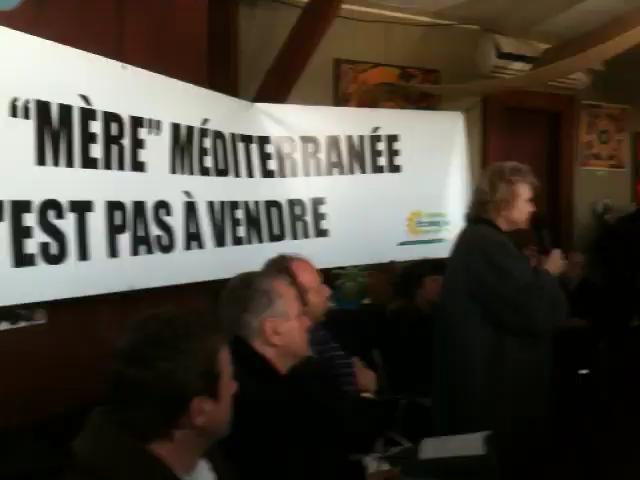 “MÈRE” MÉDITERRANÉE
'EST PAS À VENDRE